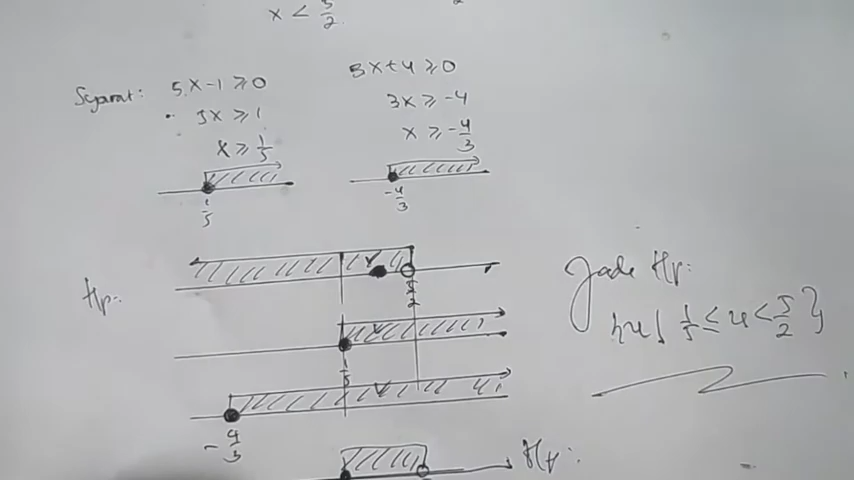 x < 5/2
Syarat: 5x-1 ≥ 0
5x ≥ 1
x ≥ 1/5
3x+4 ≥ 0
3x ≥ -4
x ≥ -4/3
1/5
-4/3
Hp:
5/2
1/5
-4/3
Hp:
Jadi Hp:
{x | 1/5 ≤ x < 5/2}